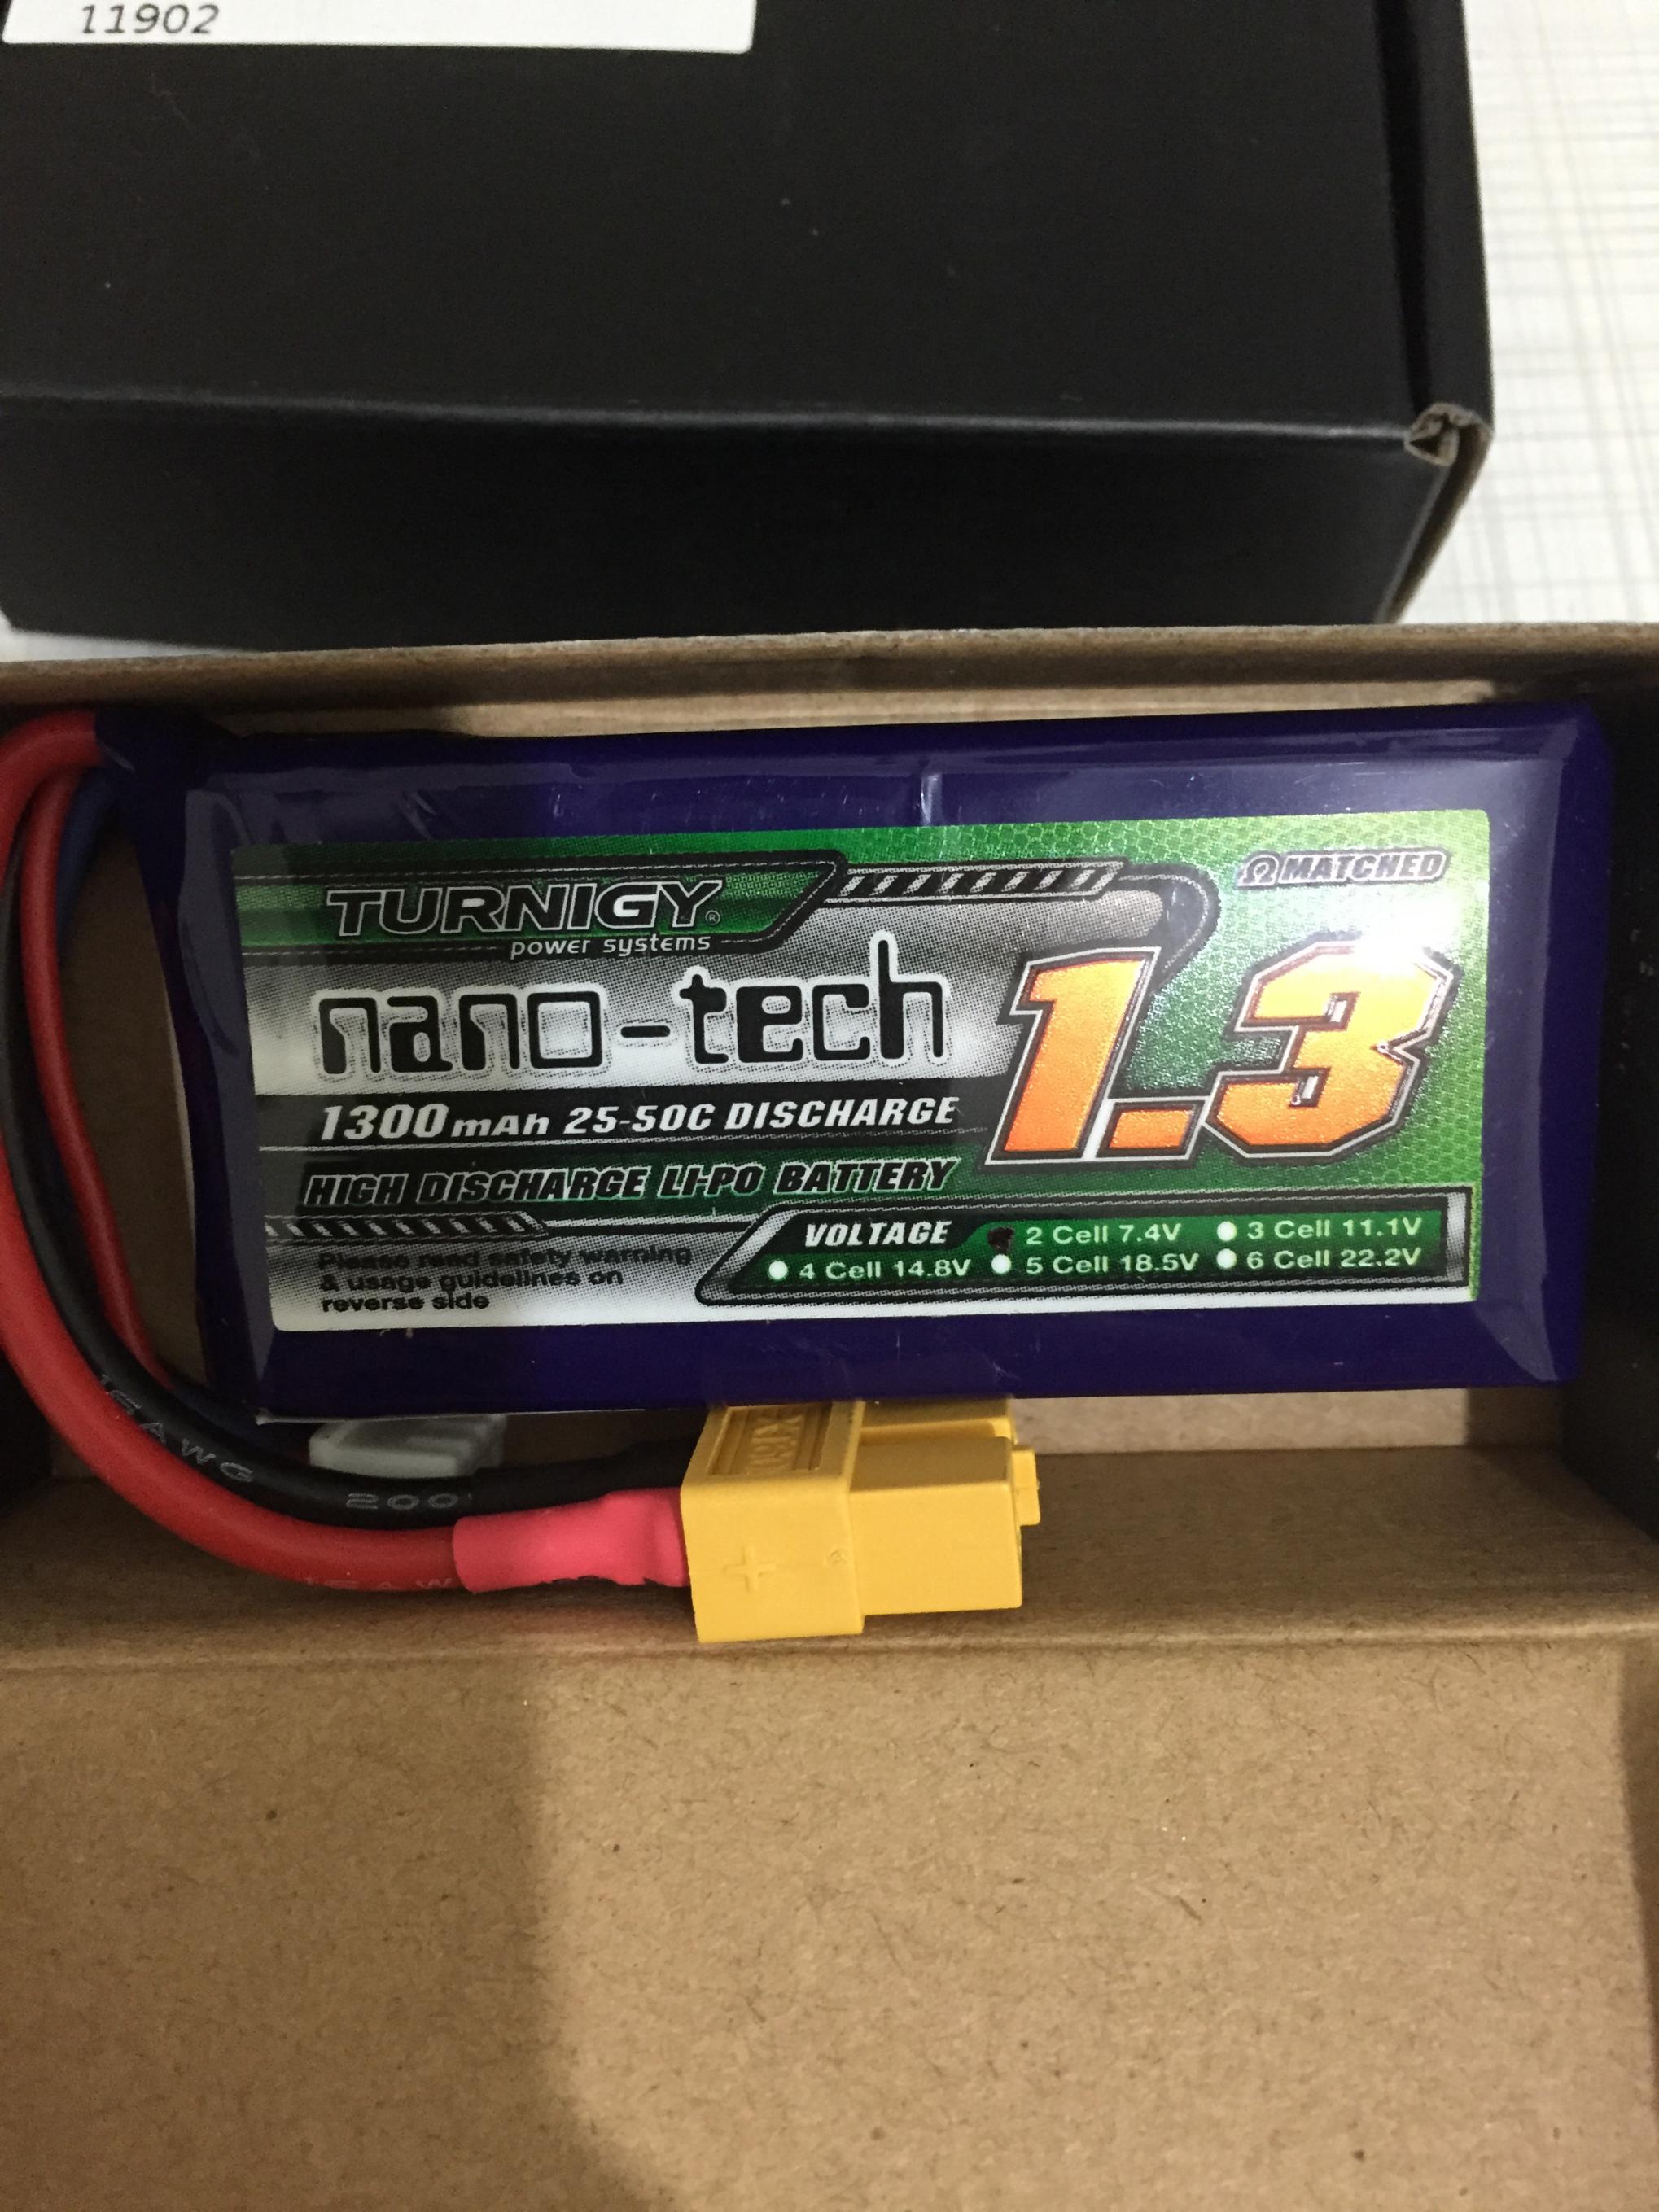 11902
TURNIGY®
power systems
Ω MATCHED
nano-tech
1.3
1300mAh 25-50C DISCHARGE
HIGH DISCHARGE LI-PO BATTERY
VOLTAGE
2 Cell 7.4V
3 Cell 11.1V
4 Cell 14.8V
5 Cell 18.5V
6 Cell 22.2V
Please read safety warning
& usage guidelines on
reverse side
15AWG
200
+